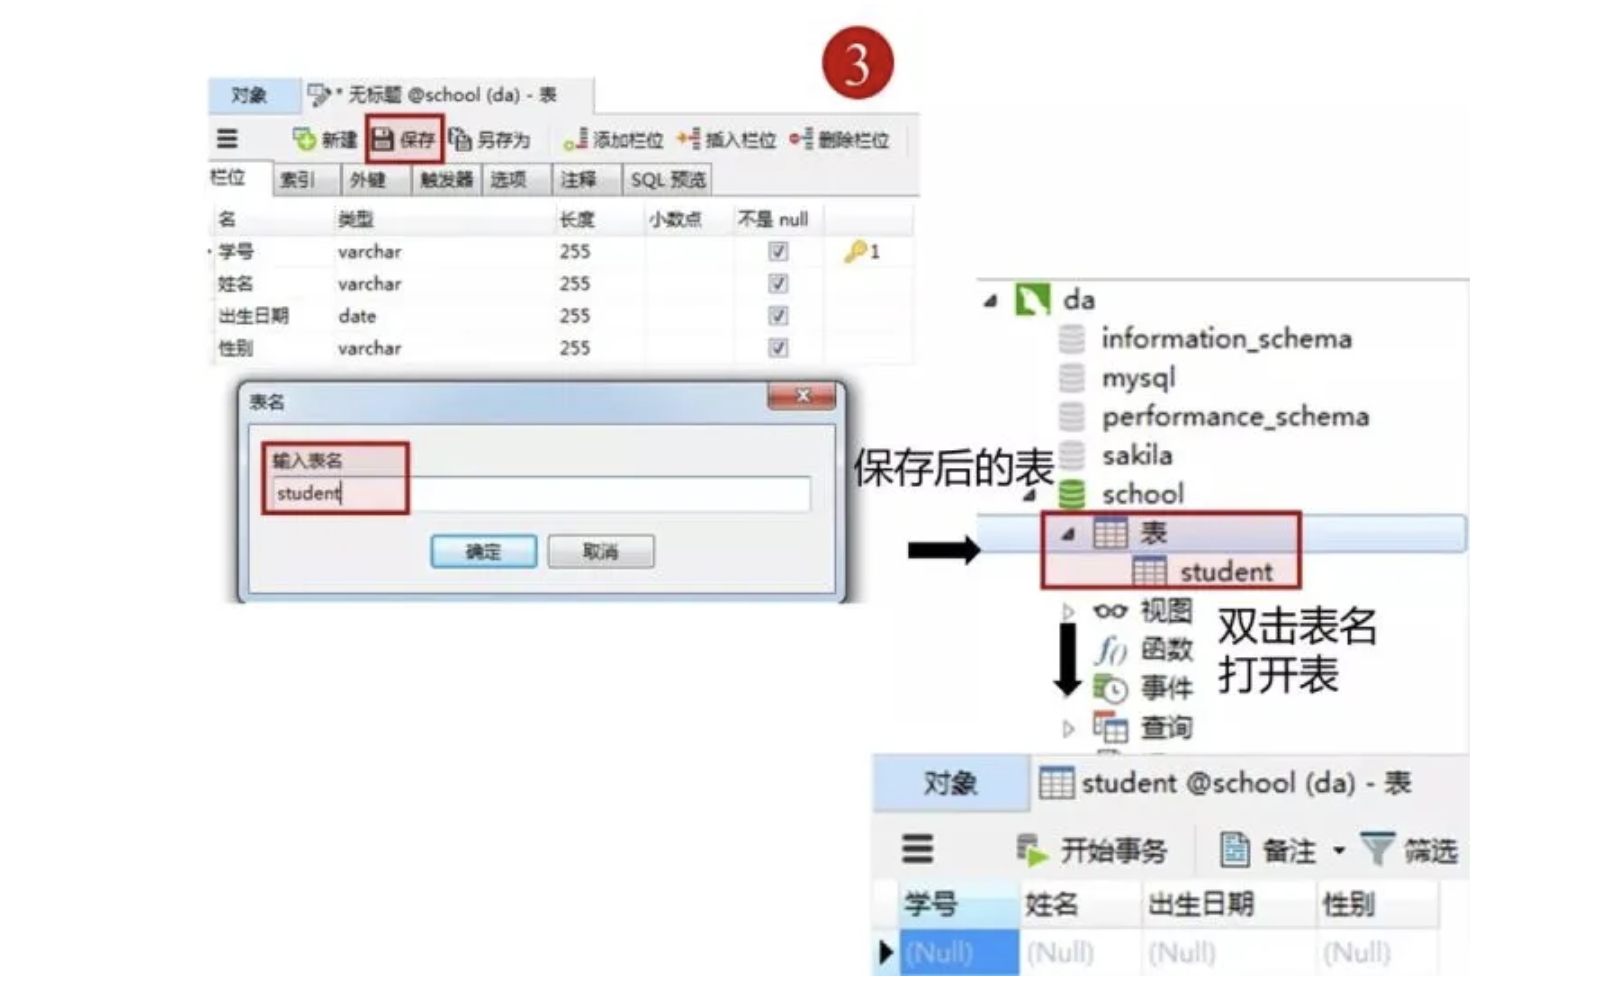 3
对象
* 无标题 @school (da) - 表
新建 保存 另存为 添加栏位 插入栏位 删除栏位
栏位 索引 外键 触发器 选项 注释 SQL 预览
名 类型 长度 小数点 不是 null
学号 varchar 255 1
姓名 varchar 255
出生日期 date 255
性别 varchar 255
表名
输入表名
student
确定 取消
保存后的表
da
information_schema
mysql
performance_schema
sakila
school
表
student
视图
函数
事件
查询
双击表名
打开表
对象 student @school (da) - 表
开始事务 备注 筛选
学号 姓名 出生日期 性别
(Null) (Null) (Null) (Null)